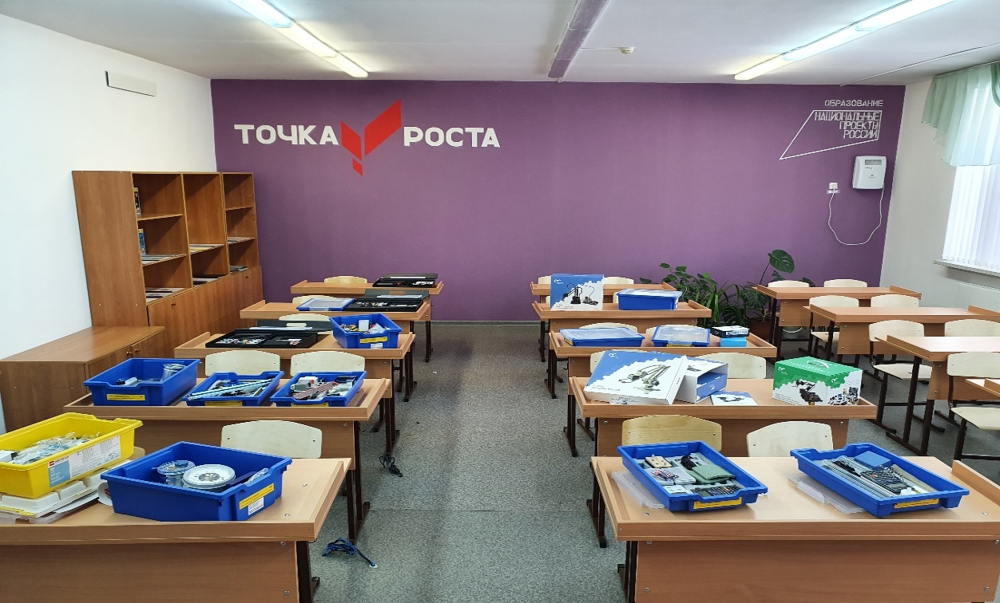 ТОЧКА РОСТА
ОБРАЗОВАНИЕ
НАЦИОНАЛЬНЫЕ
ПРОЕКТЫ
РОССИИ